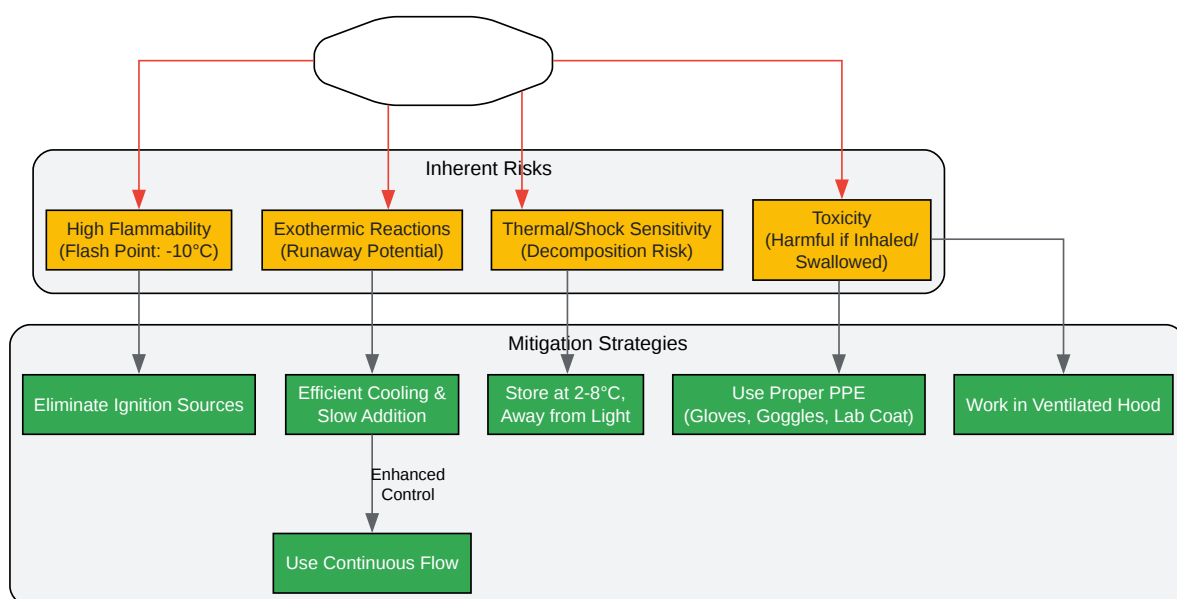 Inherent Risks
High Flammability
(Flash Point: -10°C)
Exothermic Reactions
(Runaway Potential)
Thermal/Shock Sensitivity
(Decomposition Risk)
Toxicity
(Harmful if Inhaled/
Swallowed)
Mitigation Strategies
Eliminate Ignition Sources
Efficient Cooling &
Slow Addition
Store at 2-8°C,
Away from Light
Use Proper PPE
(Gloves, Goggles, Lab Coat)
Work in Ventilated Hood
Enhanced
Control
Use Continuous Flow